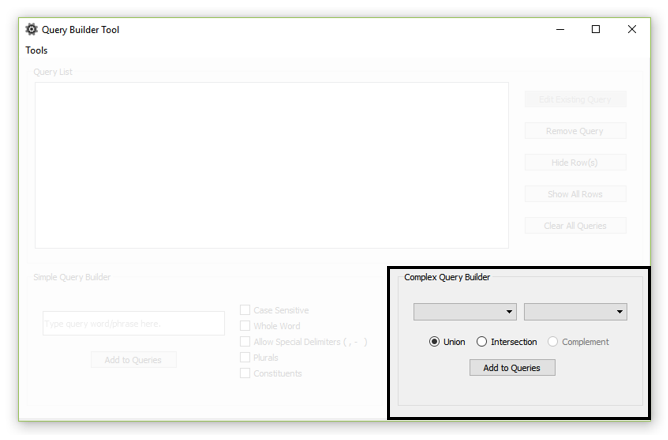 Query Builder Tool
Tools
Query List
Edit Existing Query
Remove Query
Hide Row(s)
Show All Rows
Clear All Queries
Simple Query Builder
Type query word/phrase here.
Add to Queries
Case Sensitive
Whole Word
Allow Special Delimiters ( , - )
Plurals
Constituents
Complex Query Builder
Union Intersection Complement
Add to Queries